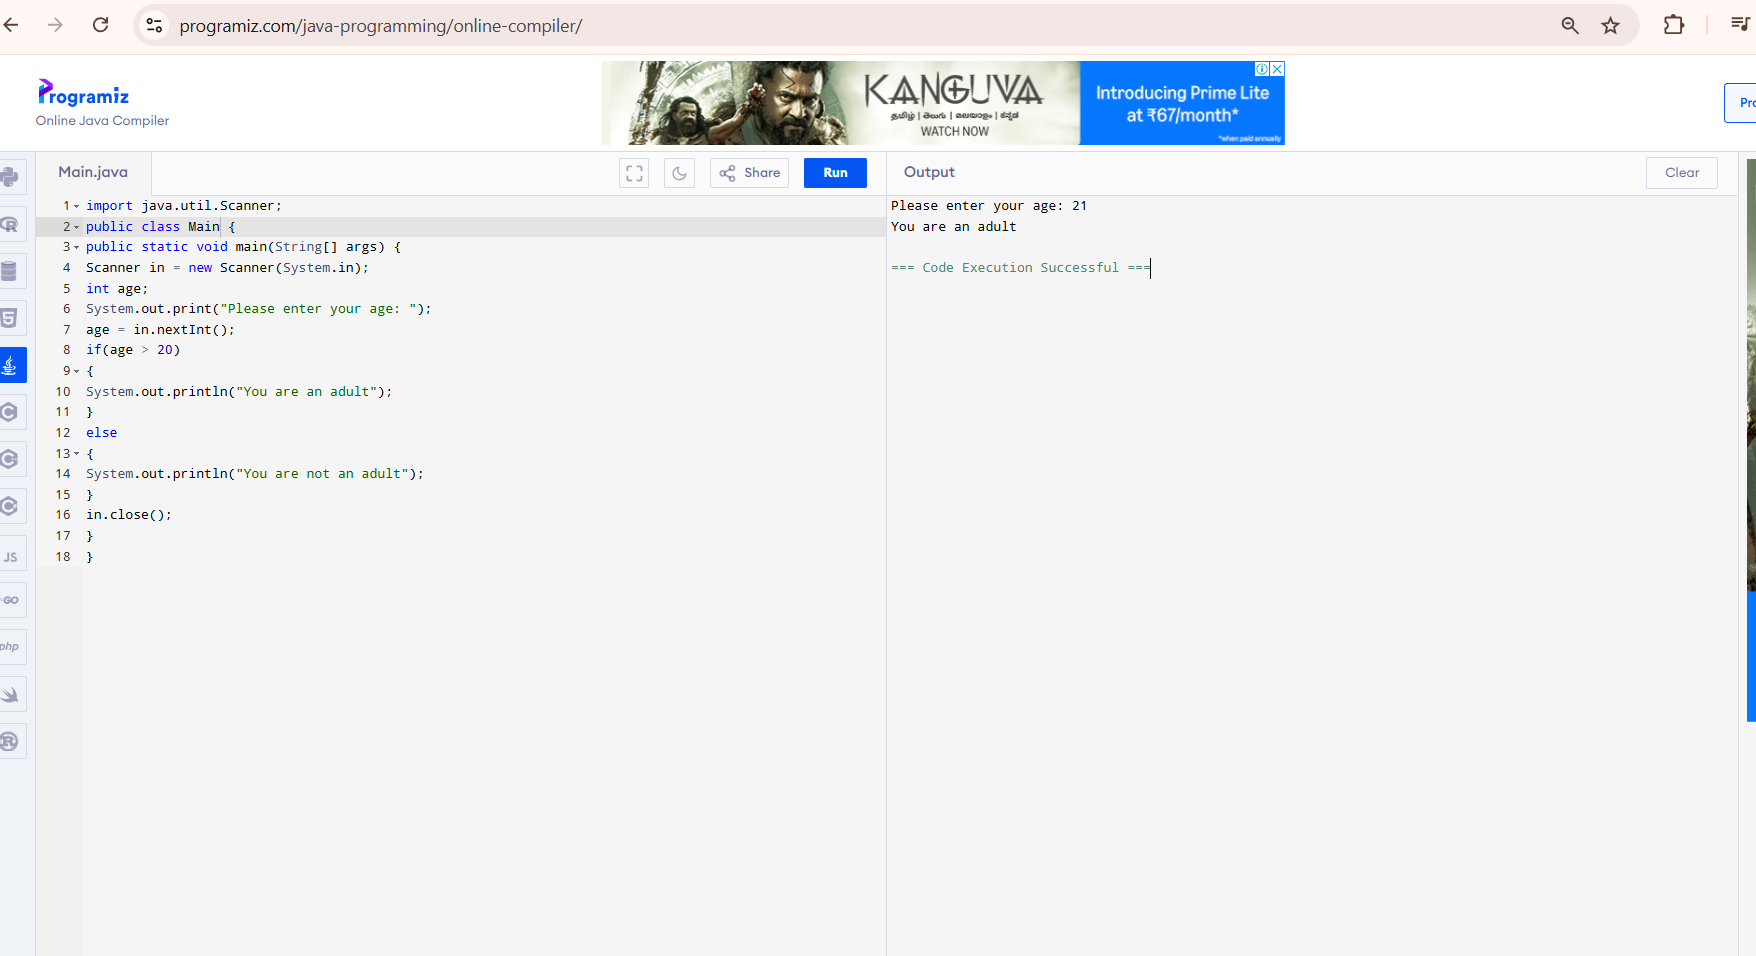 programiz.com/java-programming/online-compiler/
Programiz
Online Java Compiler
KANGUVA
தமிழ் | తెలుగు | മലയാളം | ಕನ್ನಡ
WATCH NOW
Introducing Prime Lite
at ₹67/month*
*when paid annually
Main.java
Share
Run
Output
Clear
1 import java.util.Scanner;
2 public class Main {
3 public static void main(String[] args) {
4 Scanner in = new Scanner(System.in);
5 int age;
6 System.out.print("Please enter your age: ");
7 age = in.nextInt();
8 if(age > 20)
9 {
10 System.out.println("You are an adult");
11 }
12 else
13 {
14 System.out.println("You are not an adult");
15 }
16 in.close();
17 }
18 }
Please enter your age: 21
You are an adult
=== Code Execution Successful ===
JS
GO
php